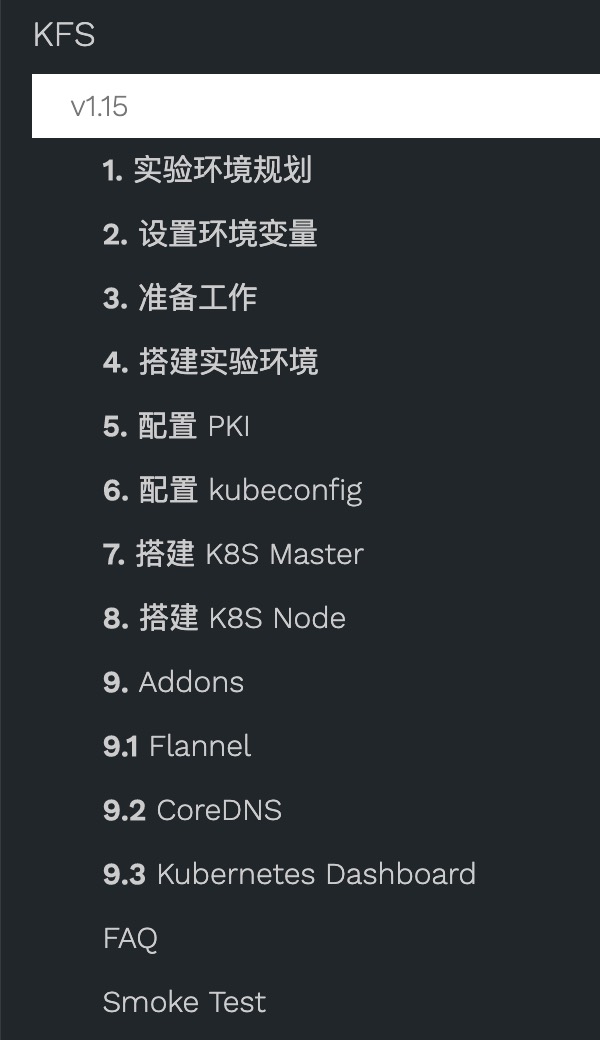 KFS
v1.15
1. 实验环境规划
2. 设置环境变量
3. 准备工作
4. 搭建实验环境
5. 配置 PKI
6. 配置 kubeconfig
7. 搭建 K8S Master
8. 搭建 K8S Node
9. Addons
9.1 Flannel
9.2 CoreDNS
9.3 Kubernetes Dashboard
FAQ
Smoke Test